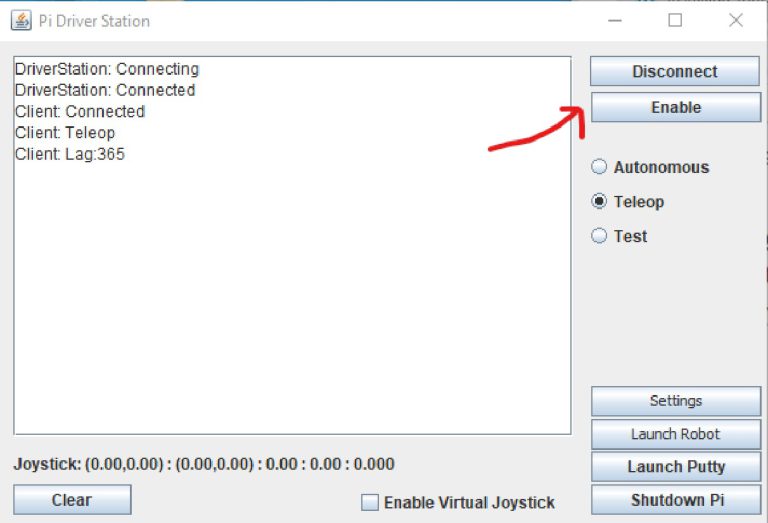 Pi Driver Station
DriverStation: Connecting
DriverStation: Connected
Client: Connected
Client: Teleop
Client: Lag:365
Disconnect
Enable
Autonomous
Teleop
Test
Settings
Launch Robot
Launch Putty
Shutdown Pi
Joystick: (0.00,0.00) : (0.00,0.00) : 0.00 : 0.00 : 0.000
Clear
Enable Virtual Joystick